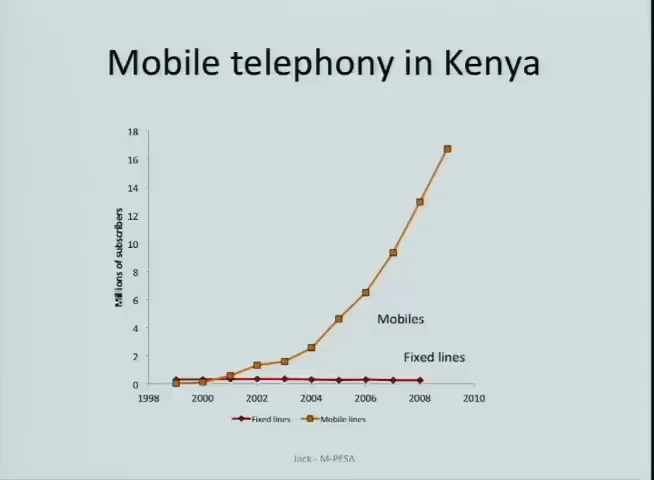 Mobile telephony in Kenya
18
16
14
12
10
8
6
4
2
0
Millions of subscribers
Mobiles
Fixed lines
1998 2000 2002 2004 2006 2008 2010
Fixed lines Mobile lines
Jack - M-PESA